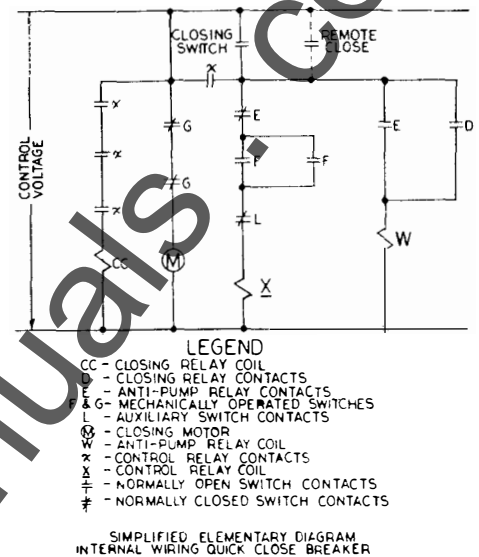 CLOSING SWITCH
REMOTE CLOSE
x
x
G
E
E
D
CONTROL VOLTAGE
x
F
F
G
x
L
W
CC
M
X
LEGEND
CC - CLOSING RELAY COIL
D - CLOSING RELAY CONTACTS
E - ANTI-PUMP RELAY CONTACTS
F & G - MECHANICALLY OPERATED SWITCHES
L - AUXILIARY SWITCH CONTACTS
M - CLOSING MOTOR
W - ANTI-PUMP RELAY COIL
x - CONTROL RELAY CONTACTS
X - CONTROL RELAY COIL
- NORMALLY OPEN SWITCH CONTACTS
- NORMALLY CLOSED SWITCH CONTACTS
SIMPLIFIED ELEMENTARY DIAGRAM
INTERNAL WIRING QUICK CLOSE BREAKER